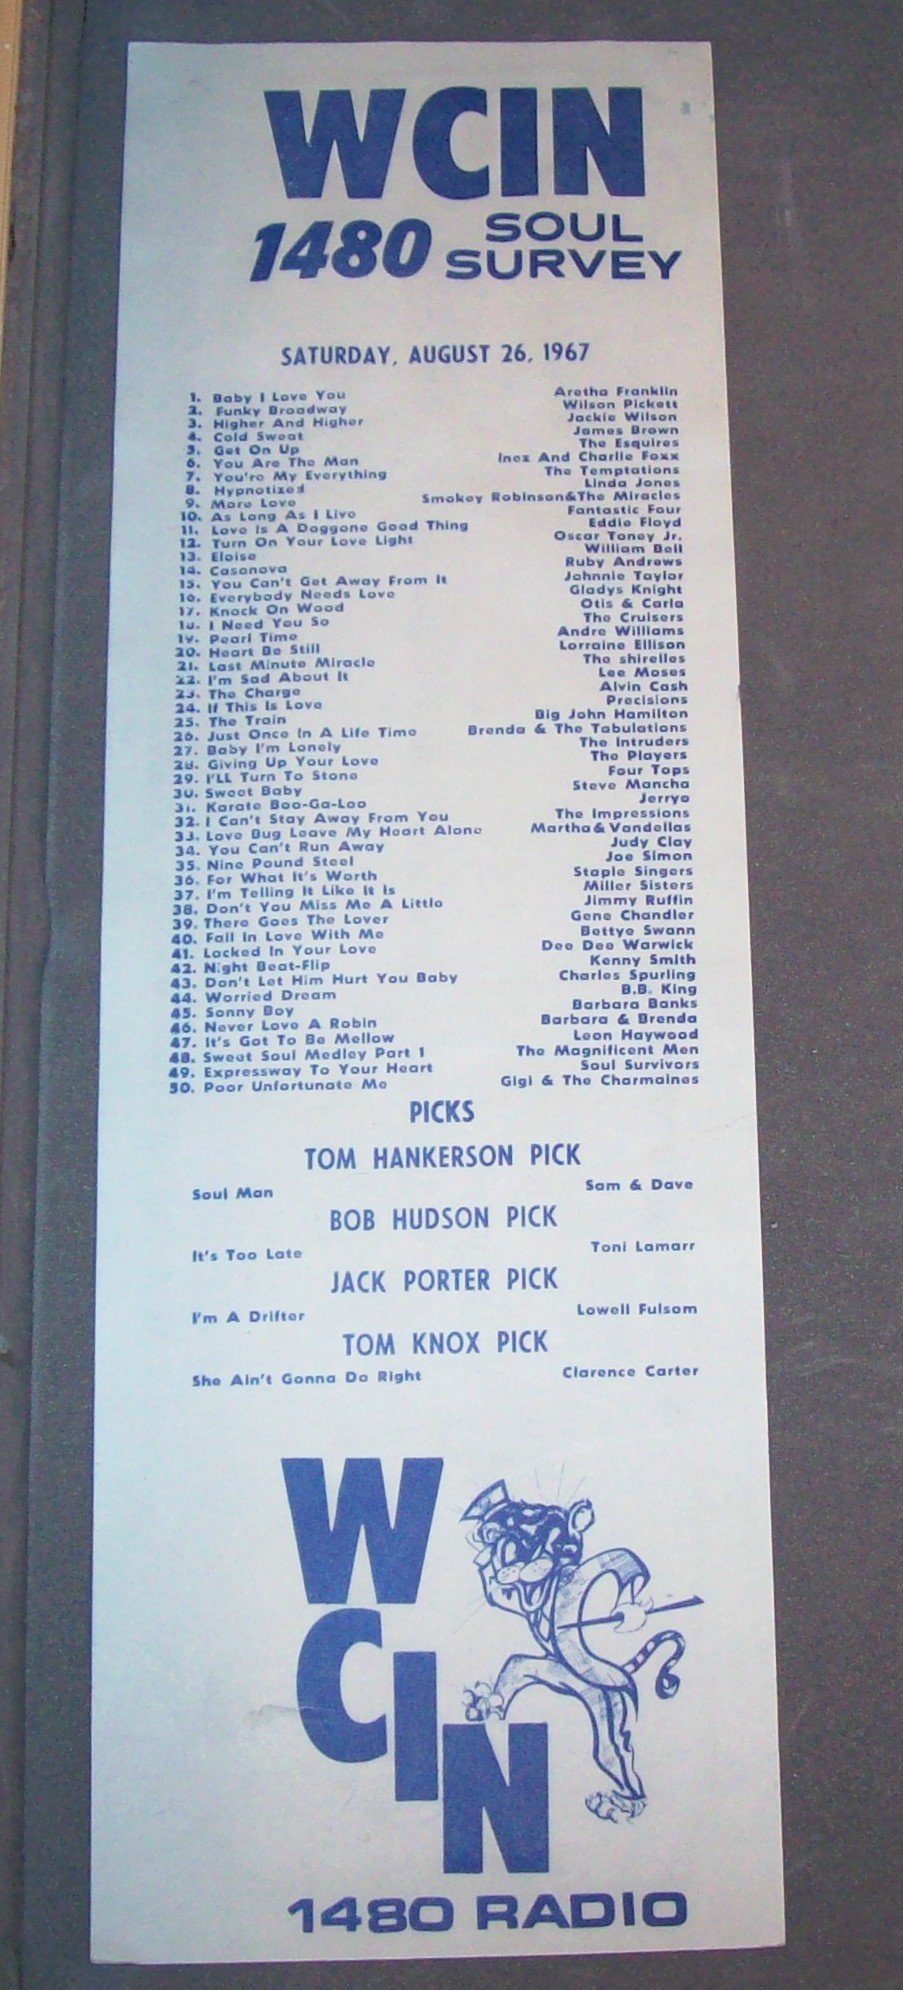 WCIN
1480 SOUL SURVEY
SATURDAY, AUGUST 26, 1967
1. Baby I Love You Aretha Franklin
2. Funky Broadway Wilson Pickett
3. Higher And Higher Jackie Wilson
4. Cold Sweat James Brown
5. Get On Up The Esquires
6. You Are The Man Inez And Charlie Foxx
7. You're My Everything The Temptations
8. Hypnotized Linda Jones
9. More Love Smokey Robinson&The Miracles
10. As Long As I Live Fantastic Four
11. Love Is A Doggone Good Thing Eddie Floyd
12. Turn On Your Love Light Oscar Toney Jr.
13. Eloise William Bell
14. Casonova Ruby Andrews
15. You Can't Get Away From It Johnnie Taylor
16. Everybody Needs Love Gladys Knight
17. Knock On Wood Otis & Carla
18. I Need You So The Cruisers
19. Pearl Time Andre Williams
20. Heart Be Still Lorraine Ellison
21. Last Minute Miracle The shirelles
22. I'm Sad About It Lee Moses
23. The Charge Alvin Cash
24. If This Is Love Precisions
25. The Train Big John Hamilton
26. Just Once In A Life Time Brenda & The Tabulations
27. Baby I'm Lonely The Intruders
28. Giving Up Your Love The Players
29. I'LL Turn To Stone Four Tops
30. Sweet Baby Steve Mancha
31. Karate Boo-Ga-Loo Jerryo
32. I Can't Stay Away From You The Impressions
33. Love Bug Leave My Heart Alone Martha&Vandellas
34. You Can't Run Away Judy Clay
35. Nine Pound Steel Joe Simon
36. For What It's Worth Staple Singers
37. I'm Telling It Like It Is Miller Sisters
38. Don't You Miss Me A Little Jimmy Ruffin
39. There Goes The Lover Gene Chandler
40. Fall In Love With Me Bettye Swann
41. Locked In Your Love Dee Dee Warwick
42. Night Beat-Flip Kenny Smith
43. Don't Let Him Hurt You Baby Charles Spurling
44. Worried Dream B.B. King
45. Sonny Boy Barbara Banks
46. Never Love A Robin Barbara & Brenda
47. It's Got To Be Mellow Leon Haywood
48. Sweet Soul Medley Part 1 The Magnificent Men
49. Expressway To Your Heart Soul Survivors
50. Poor Unfortunate Me Gigi & The Charmaines
PICKS
TOM HANKERSON PICK
Soul Man Sam & Dave
BOB HUDSON PICK
It's Too Late Toni Lamarr
JACK PORTER PICK
I'm A Drifter Lowell Fulsom
TOM KNOX PICK
She Ain't Gonna Do Right Clarence Carter
WCIN
1480 RADIO